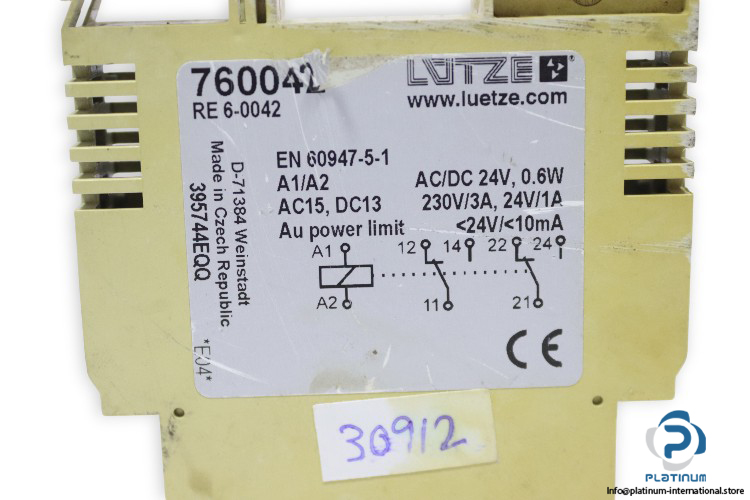 760042
RE 6-0042
LÜTZE
®
www.luetze.com
D-71384 Weinstadt
Made in Czech Republic
395744EQQ
*E04*
EN 60947-5-1
A1/A2 AC/DC 24V, 0.6W
AC15, DC13 230V/3A, 24V/1A
Au power limit <24V/<10mA
A1 12 14 22 24
A2 11 21
CE
30912
PLATINUM
Info@platinum-international.store